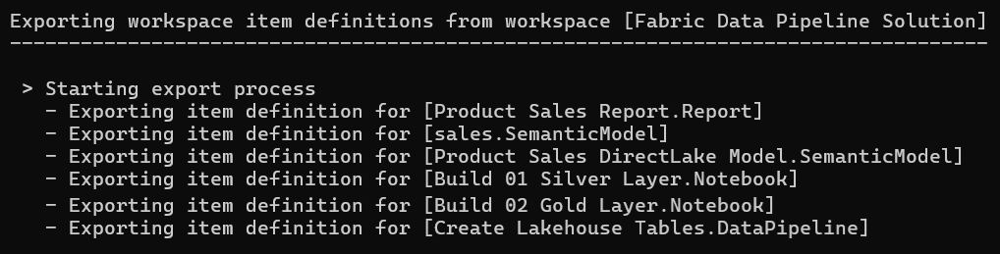 Exporting workspace item definitions from workspace [Fabric Data Pipeline Solution]
-----------------------------------------------------------------------------------
> Starting export process
- Exporting item definition for [Product Sales Report.Report]
- Exporting item definition for [sales.SemanticModel]
- Exporting item definition for [Product Sales DirectLake Model.SemanticModel]
- Exporting item definition for [Build 01 Silver Layer.Notebook]
- Exporting item definition for [Build 02 Gold Layer.Notebook]
- Exporting item definition for [Create Lakehouse Tables.DataPipeline]